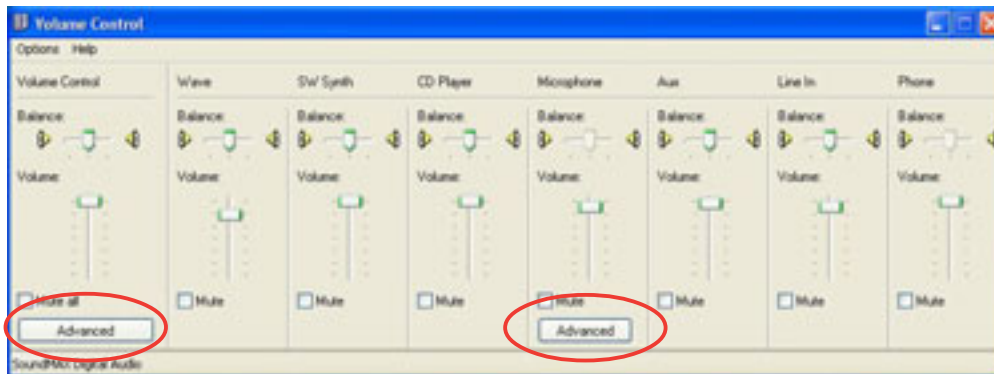 Volume Control
Options Help
Volume Control Wave SW Synth CD Player Microphone Aux Line In Phone
Balance: Balance: Balance: Balance: Balance: Balance: Balance: Balance:
Volume: Volume: Volume: Volume: Volume: Volume: Volume: Volume:
Mute all Mute Mute Mute Mute Mute Mute Mute
Advanced Advanced
SoundMAX Digital Audio